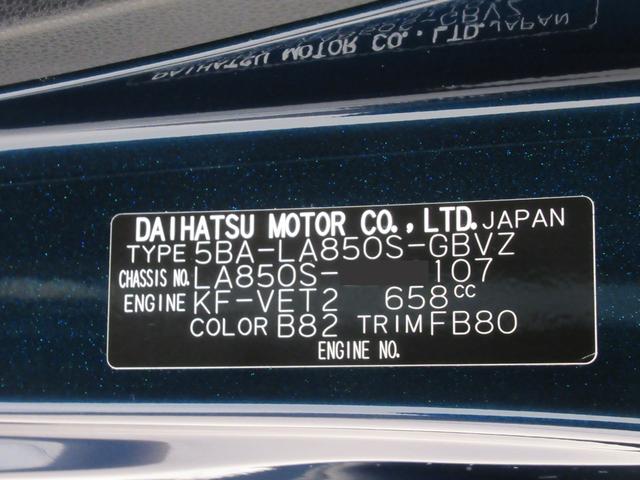 DAIHATSU MOTOR CO., LTD. JAPAN
TYPE 5BA-LA850S-GBVZ
CHASSIS NO. LA850S- 107
ENGINE KF-VET2 658CC
COLOR B82 TRIM FB80
ENGINE NO.